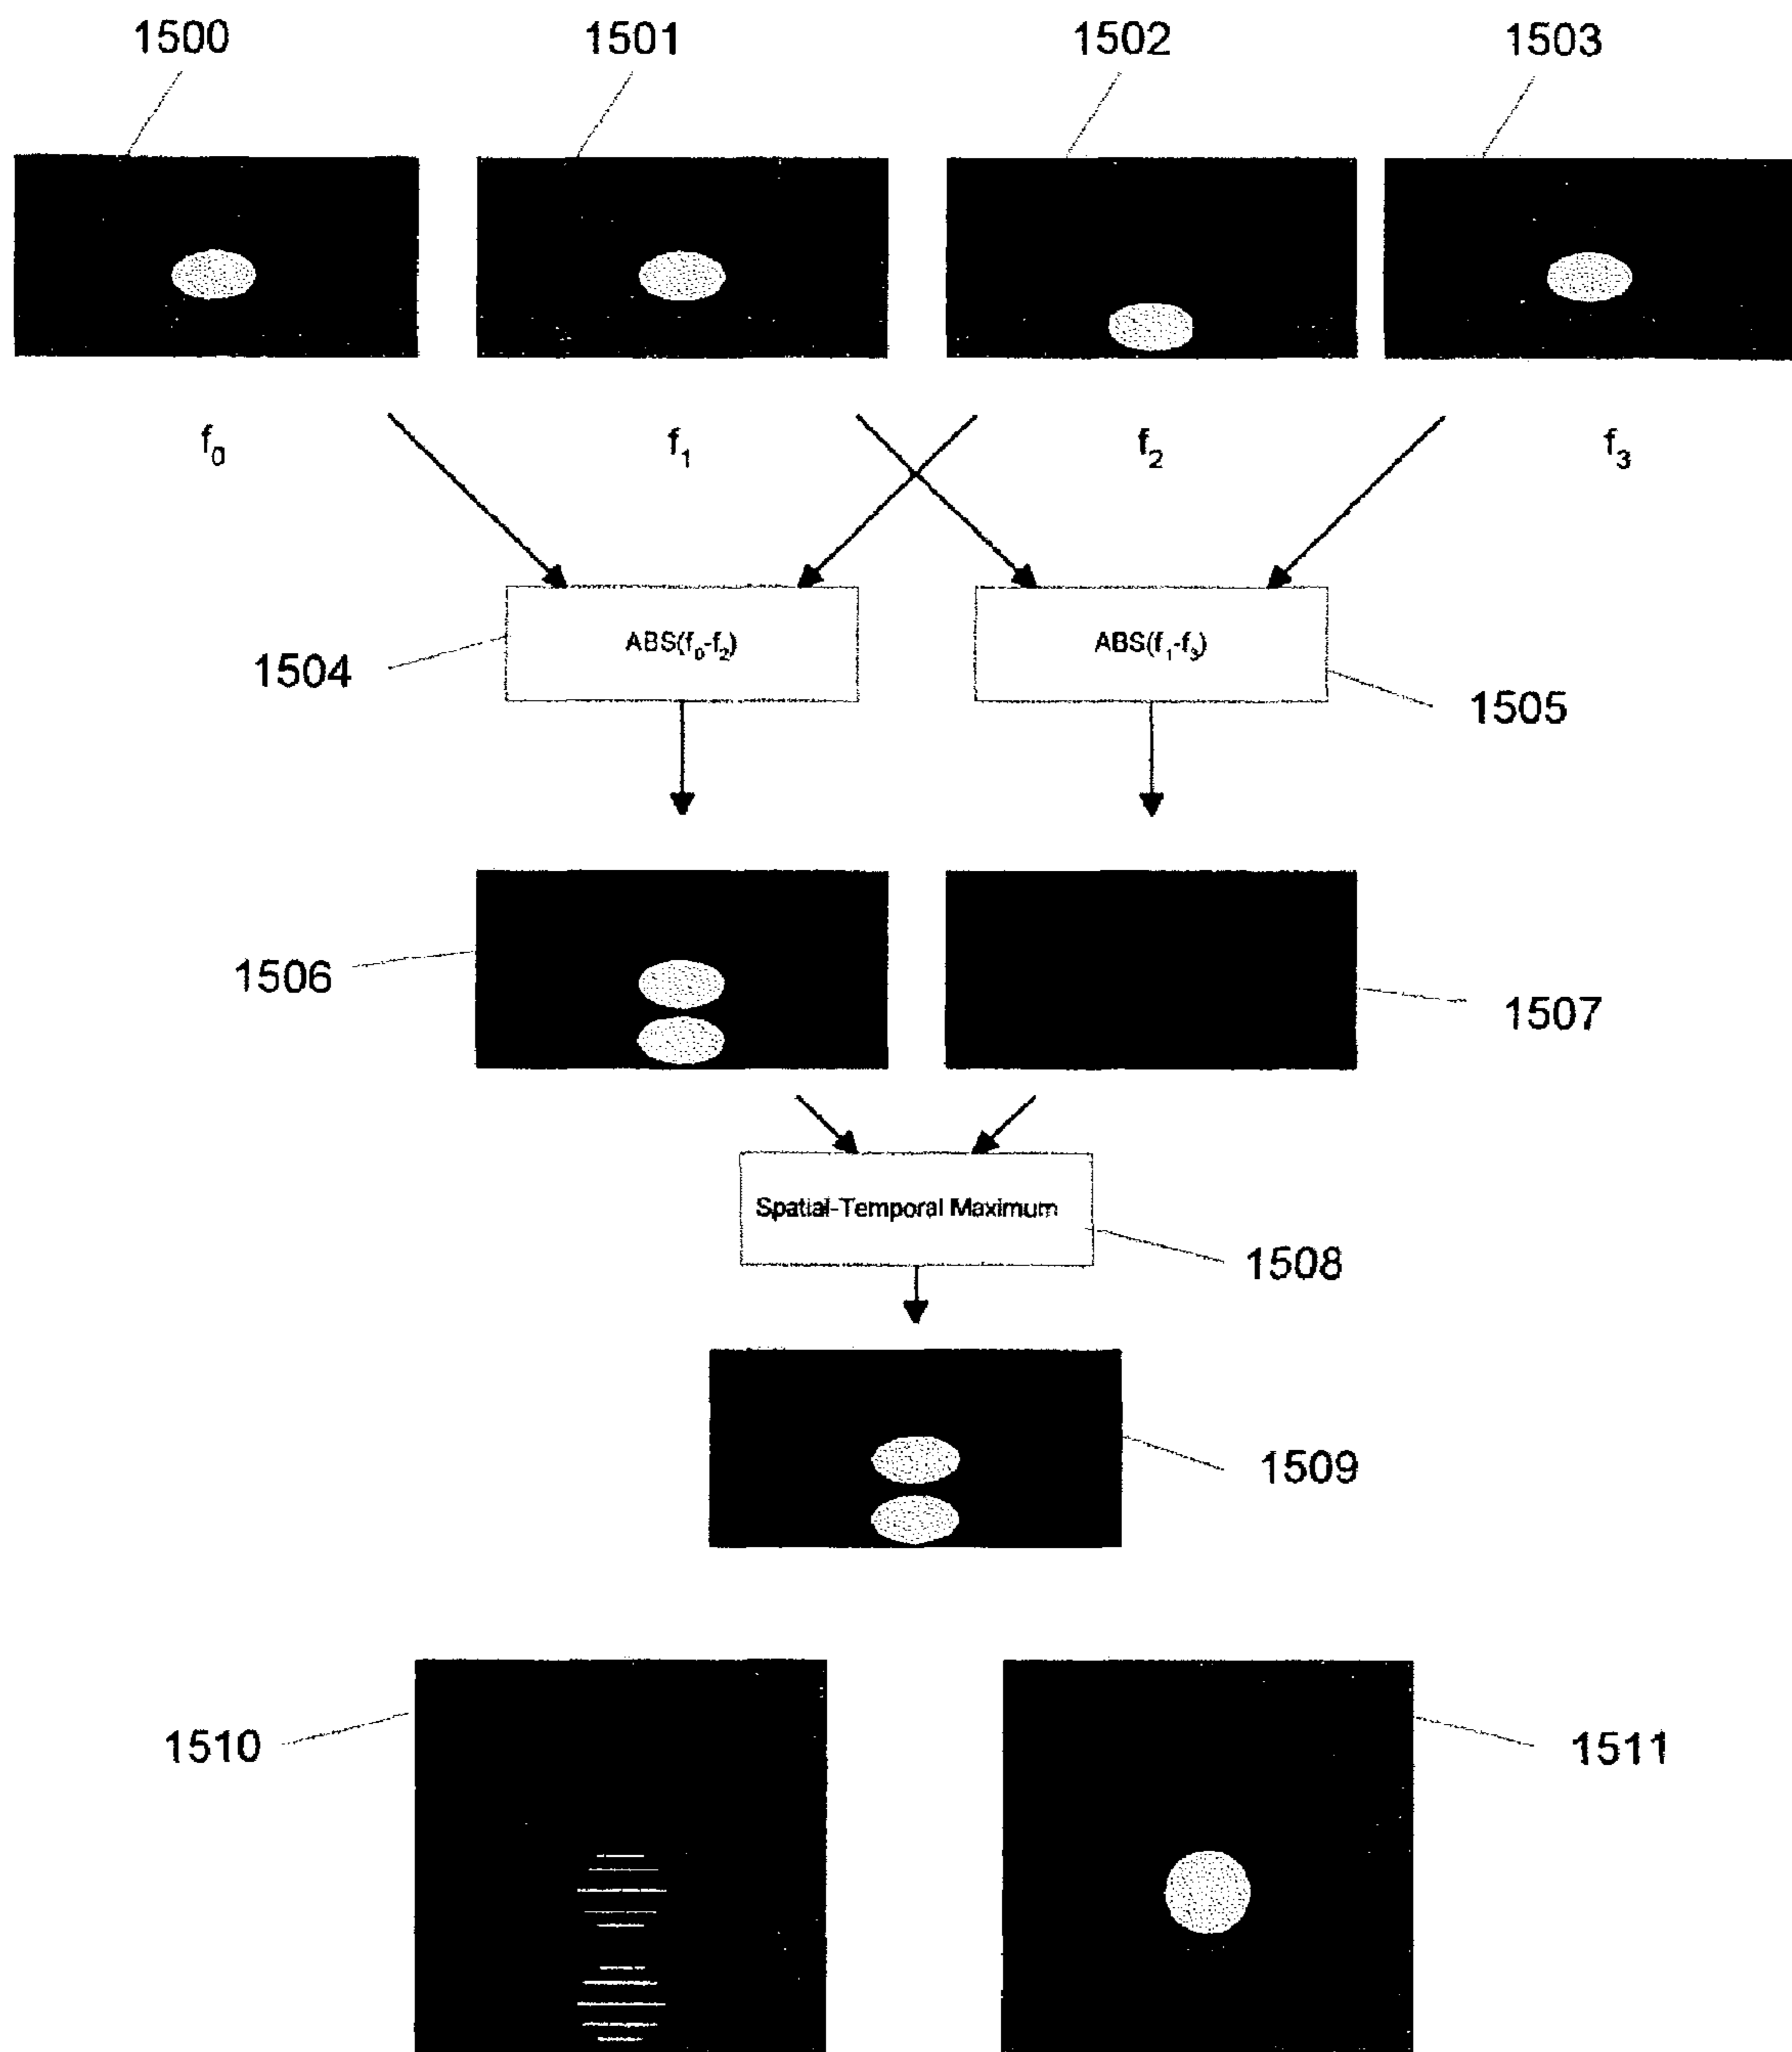 1500 1501 1502 1503
f0 f1 f2 f3
ABS(f0-f2) ABS(f1-f3)
1504 1505
1506 1507
Spatial-Temporal Maximum
1508
1509
1510 1511